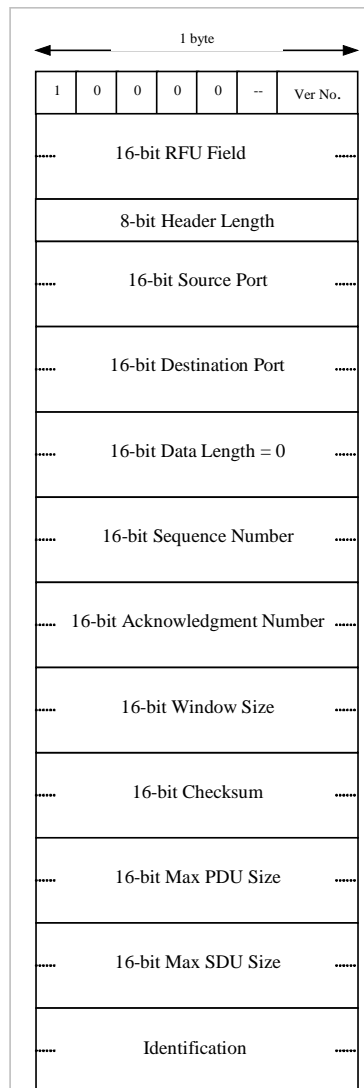 1 byte
1 0 0 0 0 -- Ver No.
16-bit RFU Field
8-bit Header Length
16-bit Source Port
16-bit Destination Port
16-bit Data Length = 0
16-bit Sequence Number
16-bit Acknowledgment Number
16-bit Window Size
16-bit Checksum
16-bit Max PDU Size
16-bit Max SDU Size
Identification